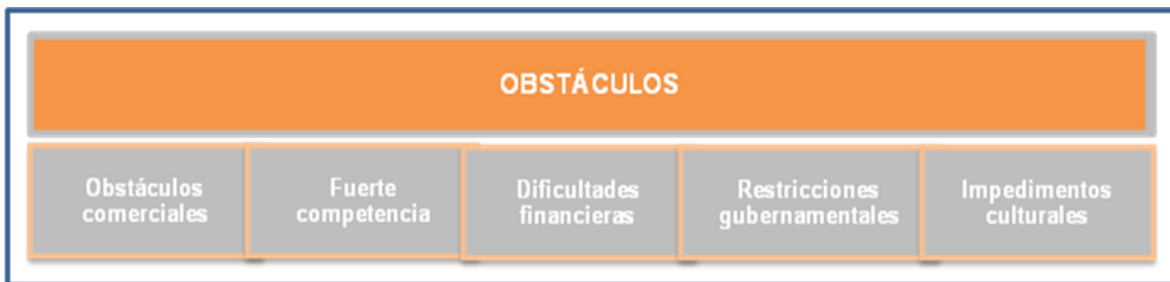 OBSTÁCULOS
Obstáculos
comerciales
Fuerte
competencia
Dificultades
financieras
Restricciones
gubernamentales
Impedimentos
culturales